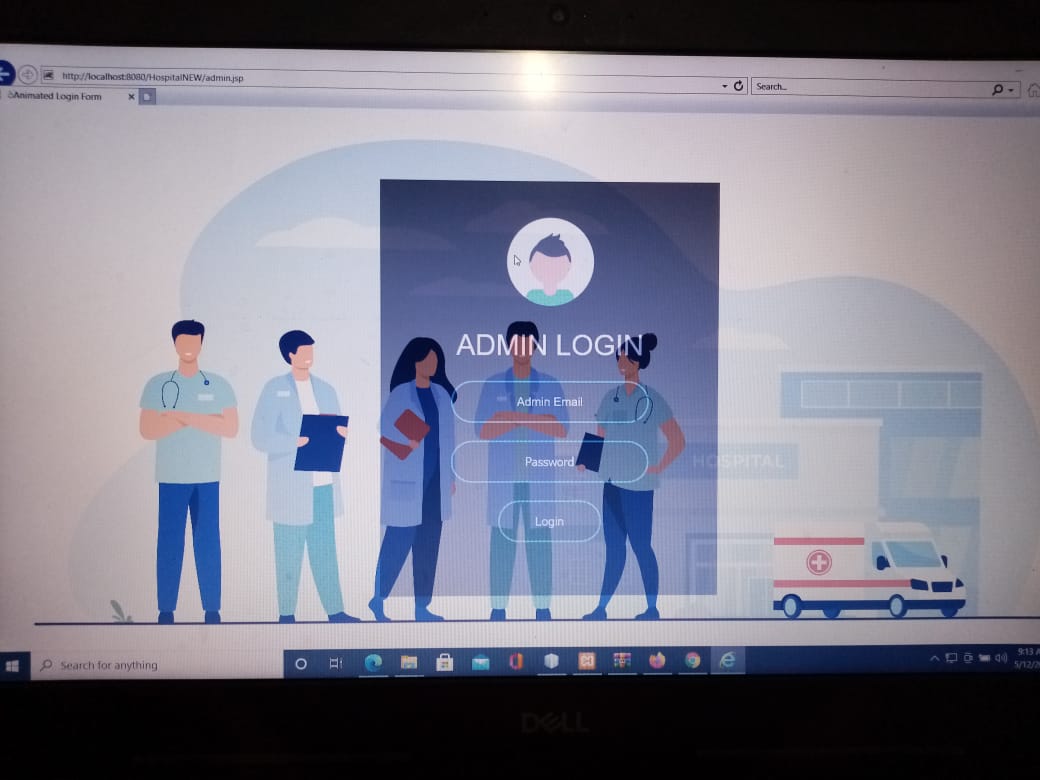 http://localhost:8080/HospitalNEW/admin.jsp
Search...
Animated Login Form
ADMIN LOGIN
Admin Email
Password
Login
HOSPITAL
Search for anything
9:13
5/12/2
DELL